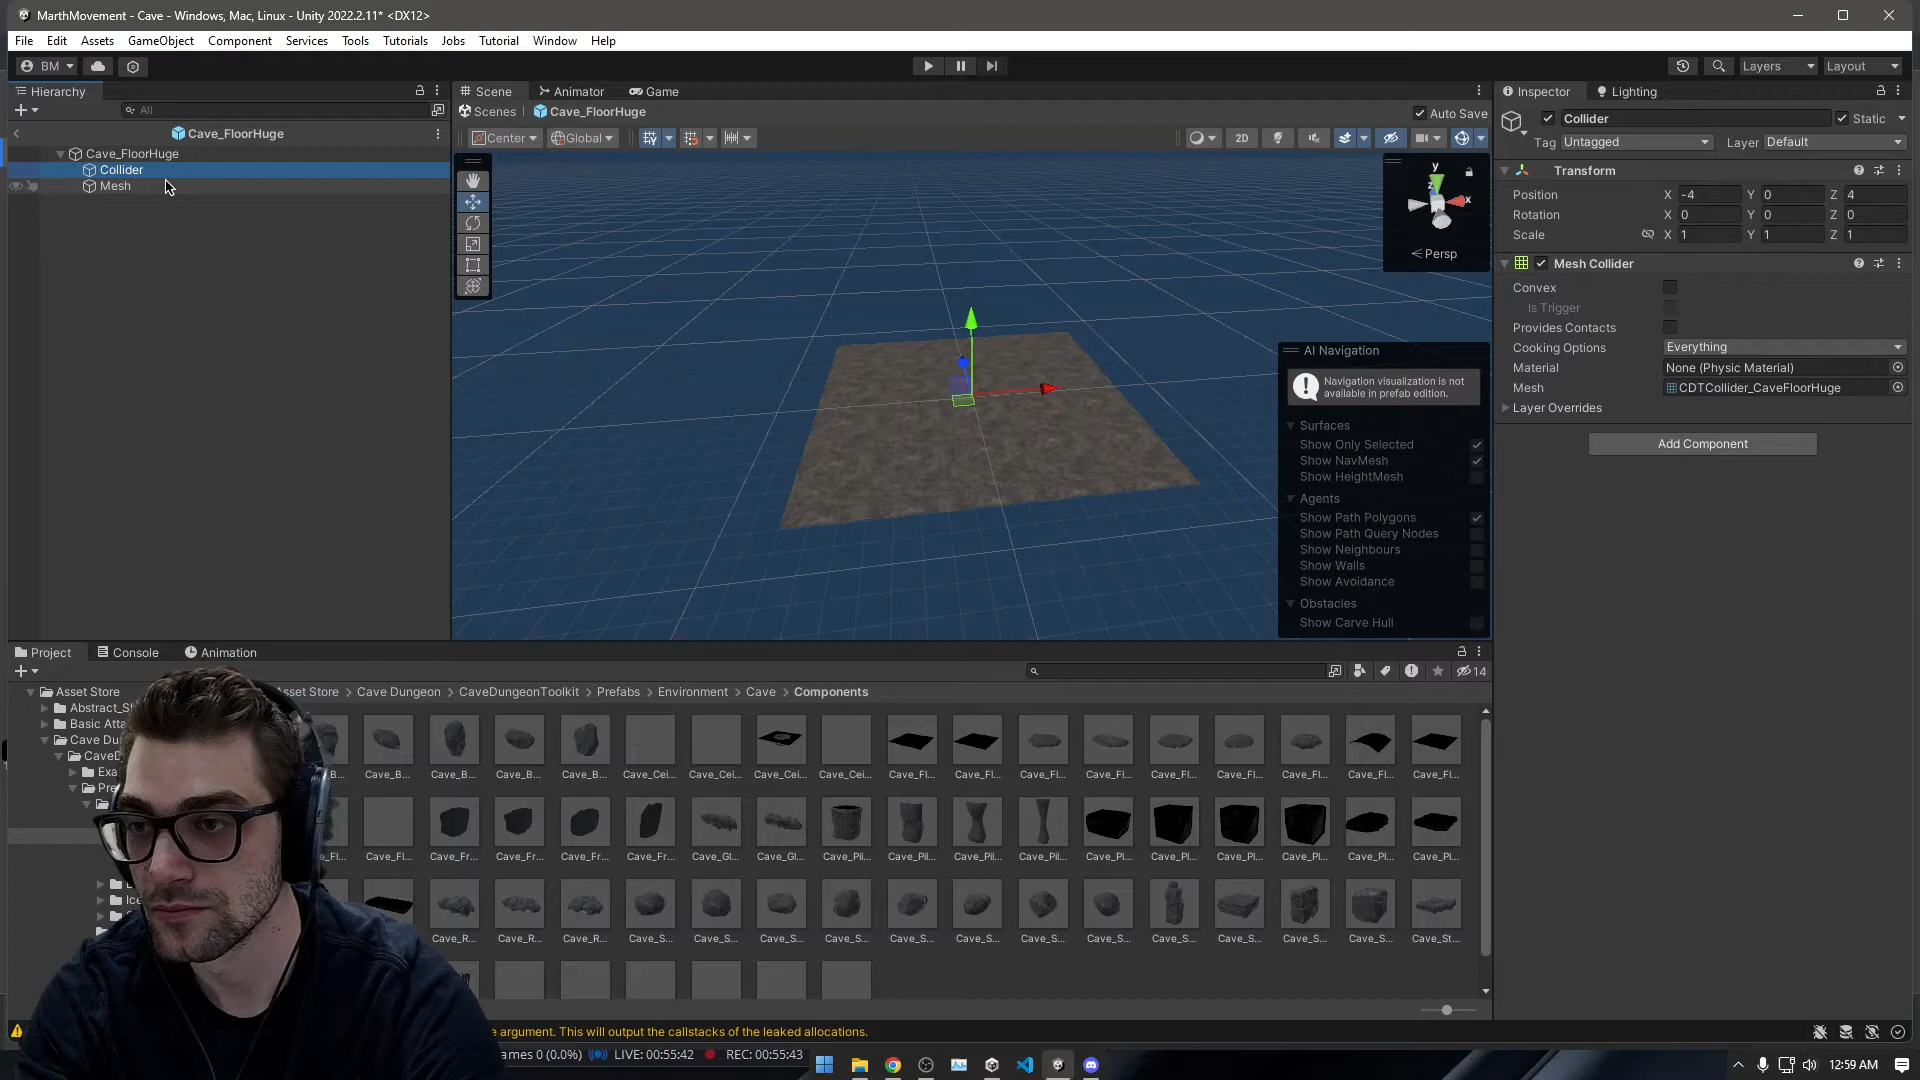 MarthMovement - Cave - Windows, Mac, Linux - Unity 2022.2.11* <DX12>
File Edit Assets GameObject Component Services Tools Tutorials Jobs Tutorial Window Help
BM
Layers Layout
Hierarchy
All
Cave_FloorHuge
Cave_FloorHuge
Collider
Mesh
Scene Animator Game
Scenes Cave_FloorHuge Auto Save
Center Global 2D
y
z
x
Persp
AI Navigation
Navigation visualization is not
available in prefab edition.
Surfaces
Show Only Selected
Show NavMesh
Show HeightMesh
Agents
Show Path Polygons
Show Path Query Nodes
Show Neighbours
Show Walls
Show Avoidance
Obstacles
Show Carve Hull
Inspector Lighting
Collider Static
Tag Untagged Layer Default
Transform
Position X -4 Y 0 Z 4
Rotation X 0 Y 0 Z 0
Scale X 1 Y 1 Z 1
Mesh Collider
Convex
Is Trigger
Provides Contacts
Cooking Options Everything
Material None (Physic Material)
Mesh CDTCollider_CaveFloorHuge
Layer Overrides
Add Component
Project Console Animation
14
Asset Store
Abstract_Sh
Basic Atta
Cave Du
CaveD
Exa
Pre
Ice
Asset Store > Cave Dungeon > CaveDungeonToolkit > Prefabs > Environment > Cave > Components
B... Cave_B... Cave_B... Cave_B... Cave_B... Cave_Cei... Cave_Cei... Cave_Cei... Cave_Cei... Cave_Fl... Cave_Fl... Cave_Fl... Cave_Fl... Cave_Fl... Cave_Fl... Cave_Fl... Cave_Fl... Cave_Fl...
Fl... Cave_Fl... Cave_Fr... Cave_Fr... Cave_Fr... Cave_Fr... Cave_Gl... Cave_Gl... Cave_Pil... Cave_Pil... Cave_Pil... Cave_Pil... Cave_Pl... Cave_Pl... Cave_Pl... Cave_Pl... Cave_Pl... Cave_Pl...
Cave_R... Cave_R... Cave_R... Cave_S... Cave_S... Cave_S... Cave_S... Cave_S... Cave_S... Cave_S... Cave_S... Cave_S... Cave_S... Cave_S... Cave_S... Cave_St...
e argument. This will output the callstacks of the leaked allocations.
ames 0 (0.0%) LIVE: 00:55:42 REC: 00:55:43
12:59 AM